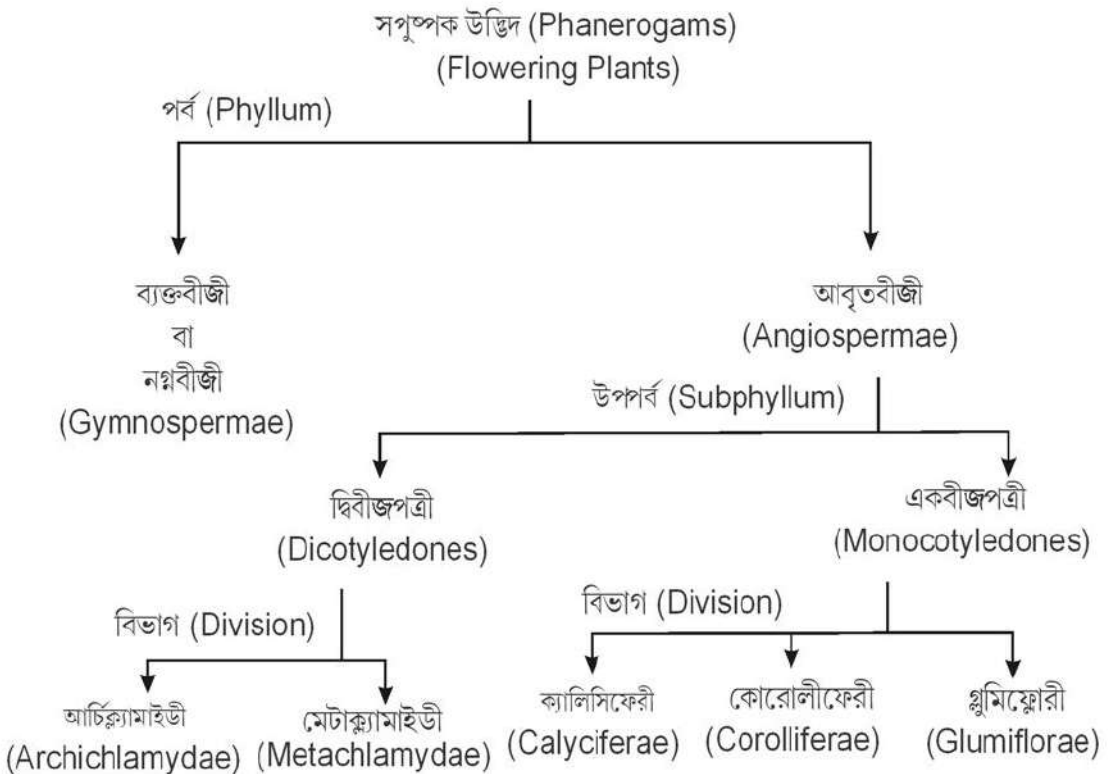 সপুষ্পক উদ্ভিদ (Phanerogams)
(Flowering Plants)
পর্ব (Phyllum)
ব্যক্তবীজী
বা
নগ্নবীজী
(Gymnospermae)
আবৃতবীজী
(Angiospermae)
উপপর্ব (Subphyllum)
দ্বিবীজপত্রী
(Dicotyledones)
একবীজপত্রী
(Monocotyledones)
বিভাগ (Division)
আর্চিক্ল্যামাইডী
(Archichlamydae)
মেটাক্ল্যামাইডী
(Metachlamydae)
বিভাগ (Division)
ক্যালিসিফেরী
(Calyciferae)
কোরোলীফেরী
(Corolliferae)
গ্লুমিফ্লোরী
(Glumiflorae)